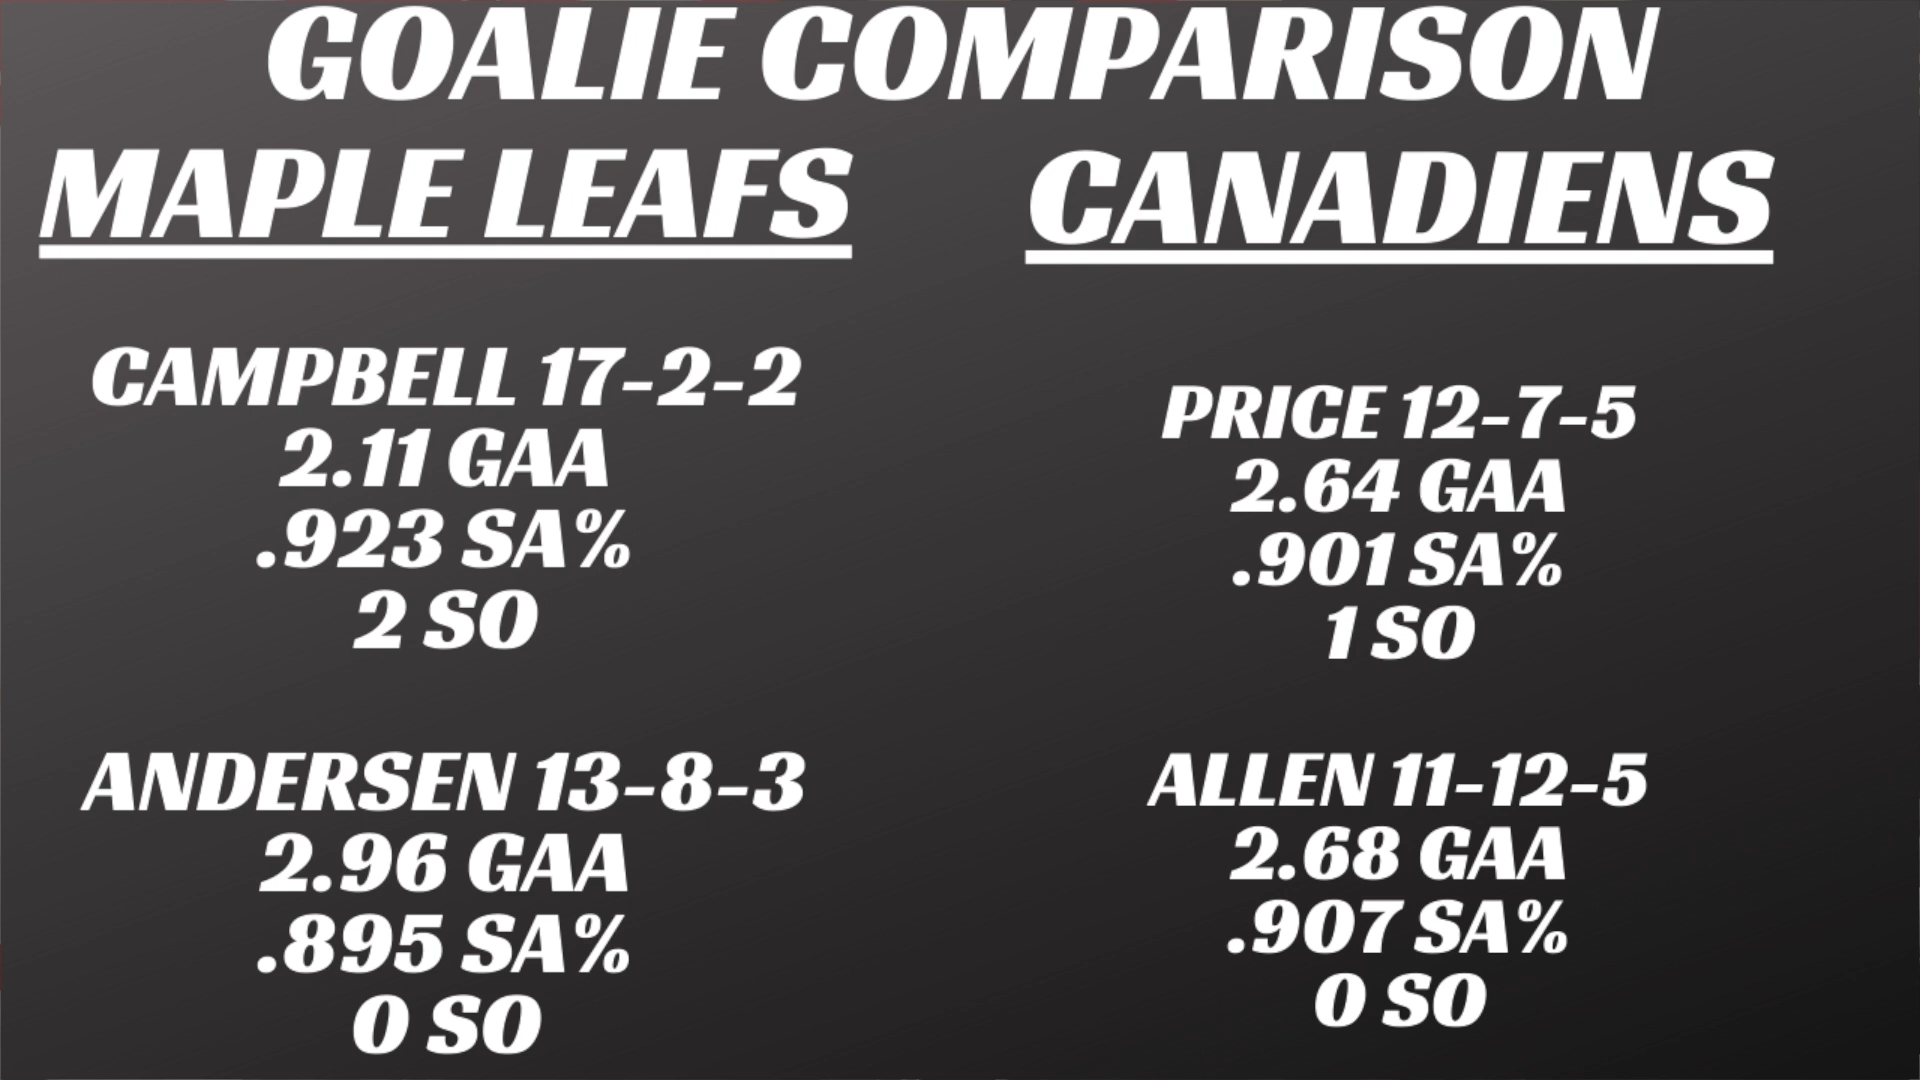 GOALIE COMPARISON
MAPLE LEAFS
CAMPBELL 17-2-2
2.11 GAA
.923 SA%
2 SO
ANDERSEN 13-8-3
2.96 GAA
.895 SA%
0 SO
CANADIENS
PRICE 12-7-5
2.64 GAA
.901 SA%
1 SO
ALLEN 11-12-5
2.68 GAA
.907 SA%
0 SO